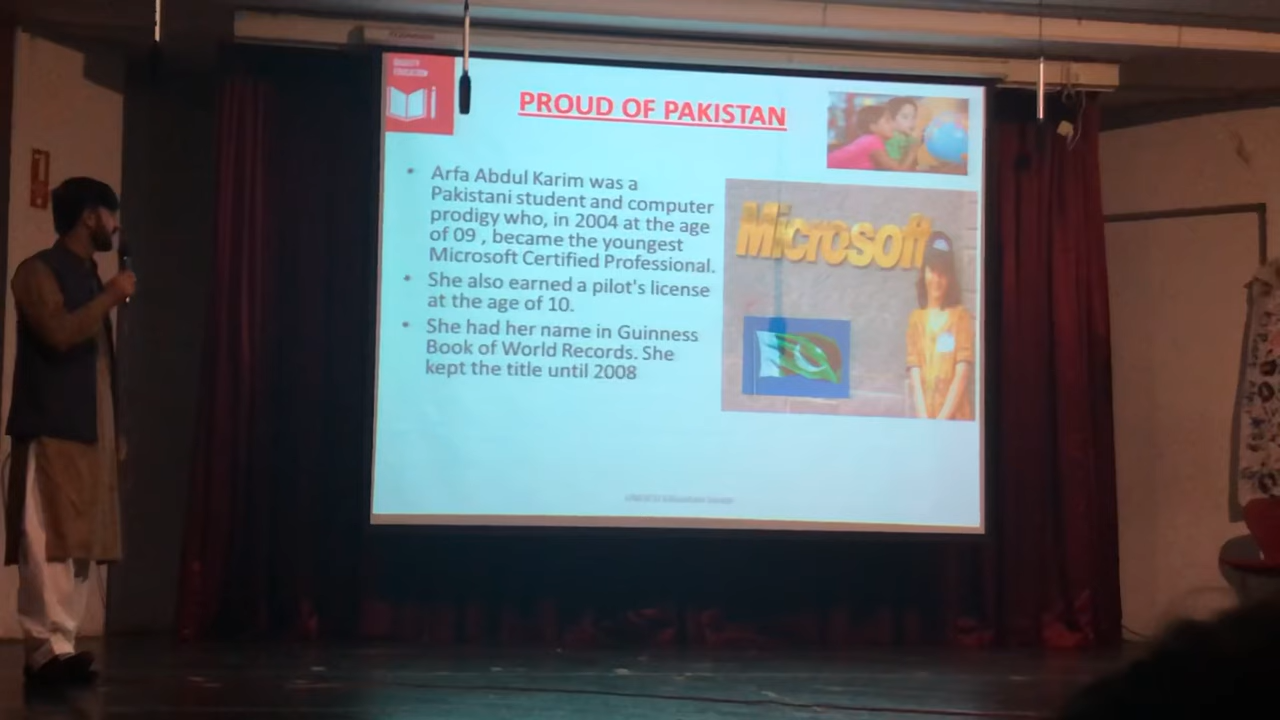 QUALITY
EDUCATION
PROUD OF PAKISTAN
• Arfa Abdul Karim was a
Pakistani student and computer
prodigy who, in 2004 at the age
of 09 , became the youngest
Microsoft Certified Professional.
• She also earned a pilot's license
at the age of 10.
• She had her name in Guinness
Book of World Records. She
kept the title until 2008
Microsoft